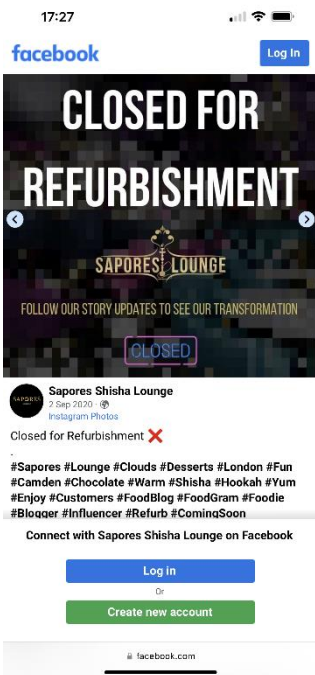 17:27
facebook
Log In
CLOSED FOR
REFURBISHMENT
SAPORES LOUNGE
FOLLOW OUR STORY UPDATES TO SEE OUR TRANSFORMATION
CLOSED
SAPORES
Sapores Shisha Lounge
2 Sep 2020 ·
Instagram Photos
Closed for Refurbishment ❌
.
#Sapores #Lounge #Clouds #Desserts #London #Fun
#Camden #Chocolate #Warm #Shisha #Hookah #Yum
#Enjoy #Customers #FoodBlog #FoodGram #Foodie
#Blogger #Influencer #Refurb #ComingSoon
Connect with Sapores Shisha Lounge on Facebook
Log in
Or
Create new account
facebook.com